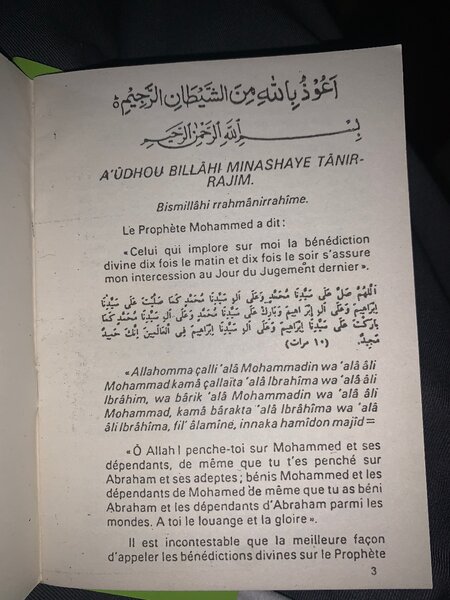 اَعُوْذُ بِاللهِ مِنَ الشَّيْطَانِ الرَّجِيْمِ ه
بِسْمِ اللهِ الرَّحْمٰنِ الرَّحِيْمِ
A'ÛDHOU BILLÂHI MINASHAYE TÂNIR-
RAJIM.
Bismillâhi rrahmânirrahîme.
Le Prophète Mohammed a dit :
«Celui qui implore sur moi la bénédiction
divine dix fois le matin et dix fois le soir s'assure
mon intercession au Jour du Jugement dernier».
اَللّٰهُمَّ صَلِّ عَلَى سَيِّدِنَا مُحَمَّدٍ وَعَلَى آلِ سَيِّدِنَا مُحَمَّدٍ كَمَا صَلَّيْتَ عَلَى سَيِّدِنَا
إِبْرَاهِيمَ وَعَلَى آلِ إِبْرَاهِيمَ وَبَارِكْ عَلَى سَيِّدِنَا مُحَمَّدٍ وَعَلَى آلِ سَيِّدِنَا مُحَمَّدٍ كَمَا
بَارَكْتَ عَلَى سَيِّدِنَا إِبْرَاهِيمَ وَعَلَى آلِ سَيِّدِنَا إِبْرَاهِيمَ فِي الْعَالَمِينَ إِنَّكَ حَمِيدٌ
مَجِيدٌ. (١٠ مرات)
«Allahomma çalli 'alâ Mohammadin wa 'alâ âli
Mohammad kamâ çallaïta 'alâ Ibrahîma wa 'alâ âli
Ibrâhim, wa bârik 'alâ Mohammadin wa 'alâ âli
Mohammad, kamâ bârakta 'alâ Ibrâhîma wa 'alâ
âli Ibrâhîma, fil' âlamîne, innaka hamîdon majîd=
«Ô Allah ! penche-toi sur Mohammed et ses
dépendants, de même que tu t'es penché sur
Abraham et ses adeptes ; bénis Mohammed et les
dépendants de Mohamed de même que tu as béni
Abraham et les dépendants d'Abraham parmi les
mondes. A toi le louange et la gloire».
Il est incontestable que la meilleure façon
d'appeler les bénédictions divines sur le Prophète
3